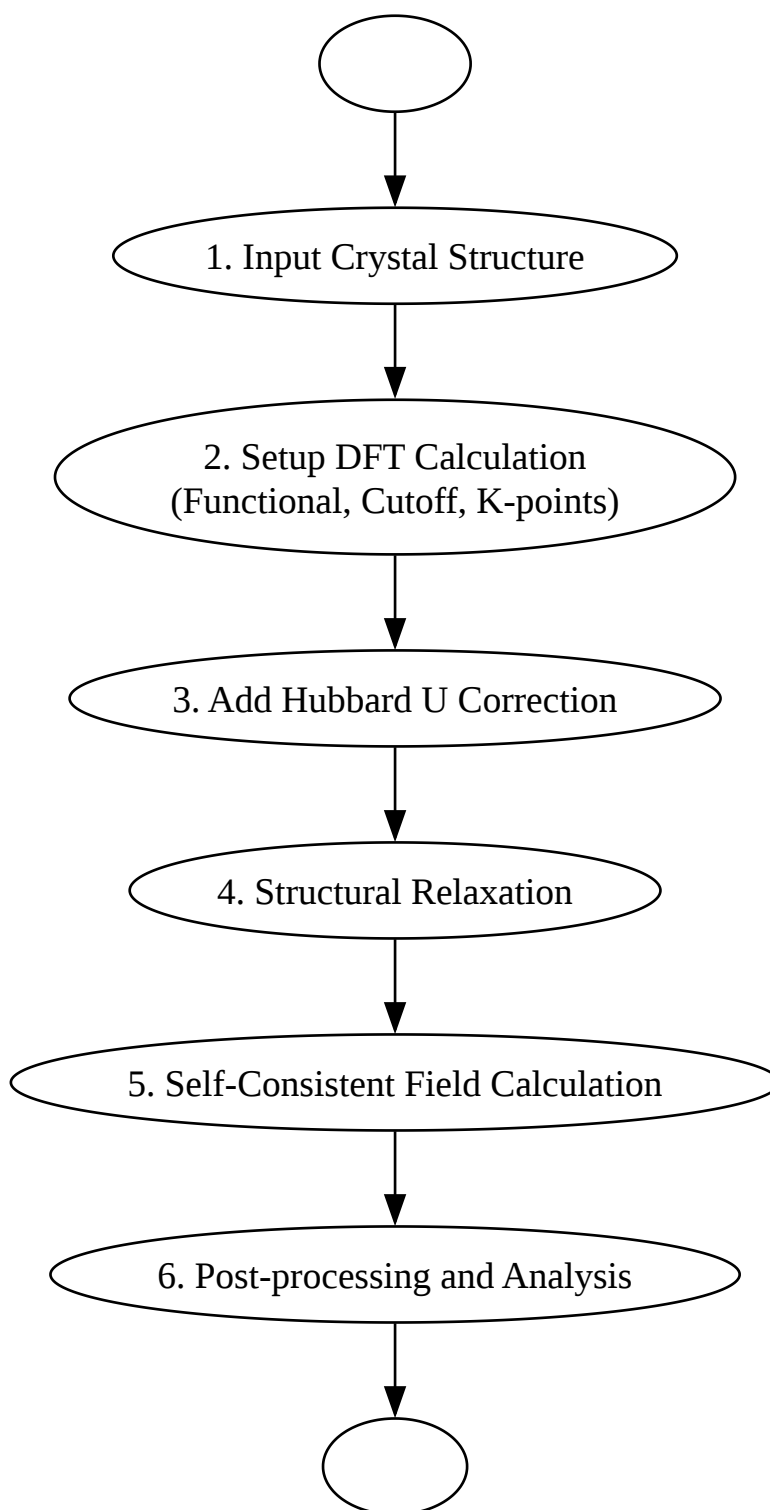 1. Input Crystal Structure
2. Setup DFT Calculation
(Functional, Cutoff, K-points)
3. Add Hubbard U Correction
4. Structural Relaxation
5. Self-Consistent Field Calculation
6. Post-processing and Analysis